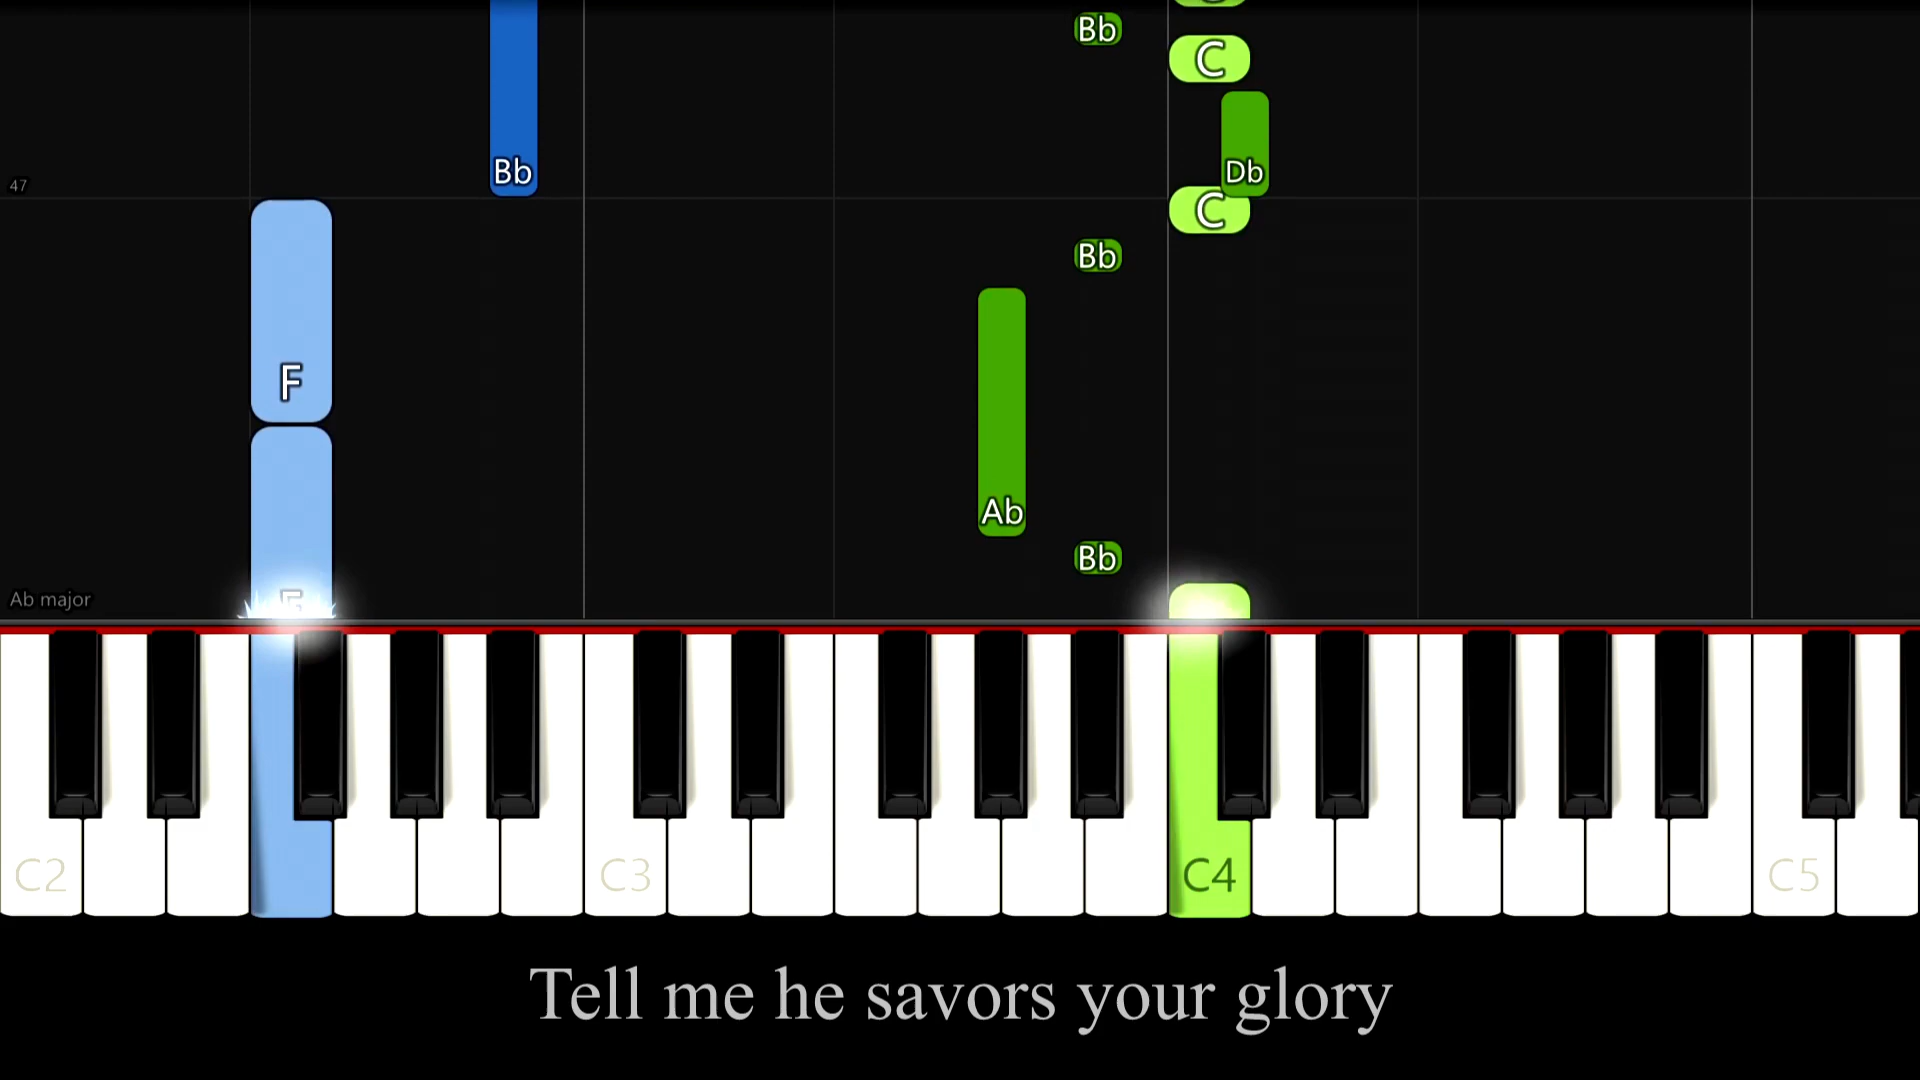 Bb
C
Db
Bb
47
C
Bb
F
Ab
Bb
Ab major
F
C2
C3
C4
C5
Tell me he savors your glory